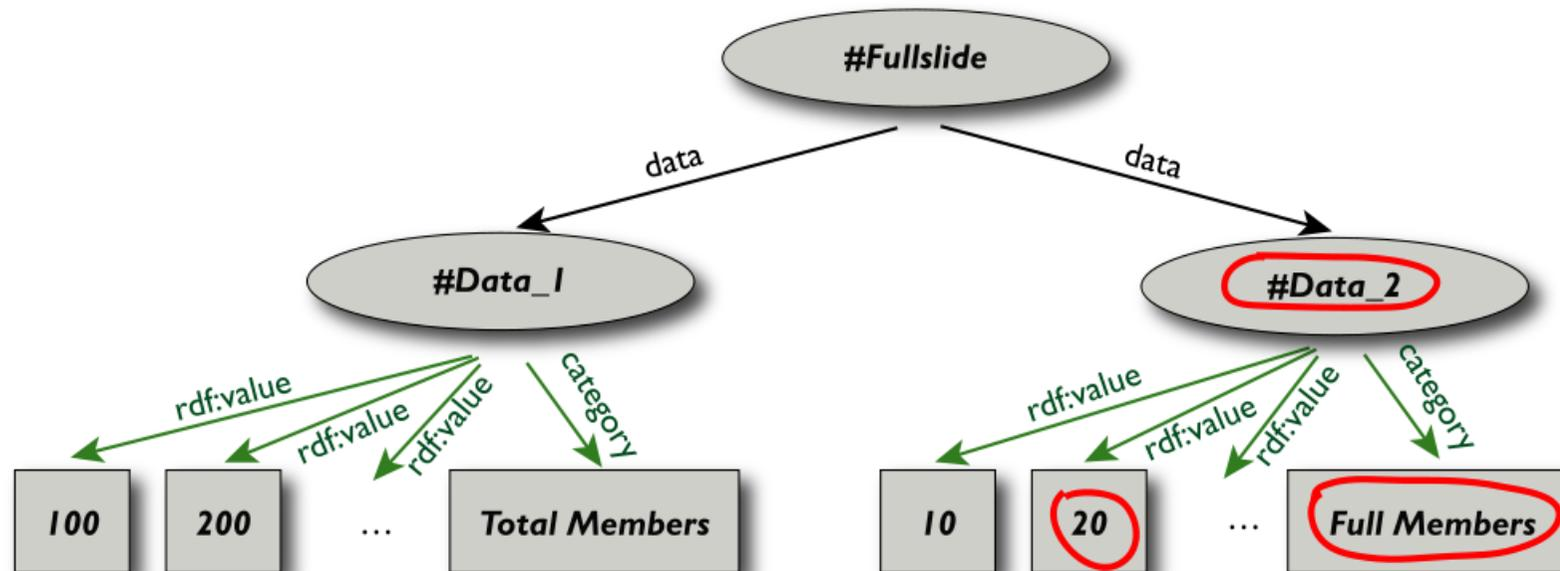 #Fullslide
data
data
#Data_1
#Data_2
rdf:value
rdf:value
rdf:value
category
rdf:value
rdf:value
rdf:value
category
100
200
...
Total Members
10
20
...
Full Members